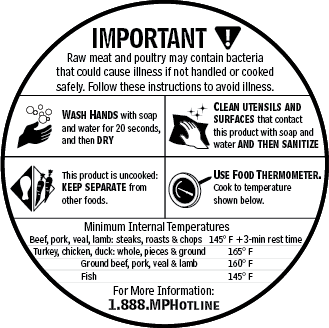 IMPORTANT !
Raw meat and poultry may contain bacteria
that could cause illness if not handled or cooked
safely. Follow these instructions to avoid illness.
WASH HANDS with soap
and water for 20 seconds,
and then DRY
CLEAN UTENSILS AND
SURFACES that contact
this product with soap and
water AND THEN SANITIZE
This product is uncooked:
KEEP SEPARATE from
other foods.
USE FOOD THERMOMETER.
Cook to temperature
shown below.
Minimum Internal Temperatures
Beef, pork, veal, lamb: steaks, roasts & chops 145° F +3-min rest time
Turkey, chicken, duck: whole, pieces & ground 165° F
Ground beef, pork, veal & lamb 160° F
Fish 145° F
For More Information:
1.888.MPHOTLINE